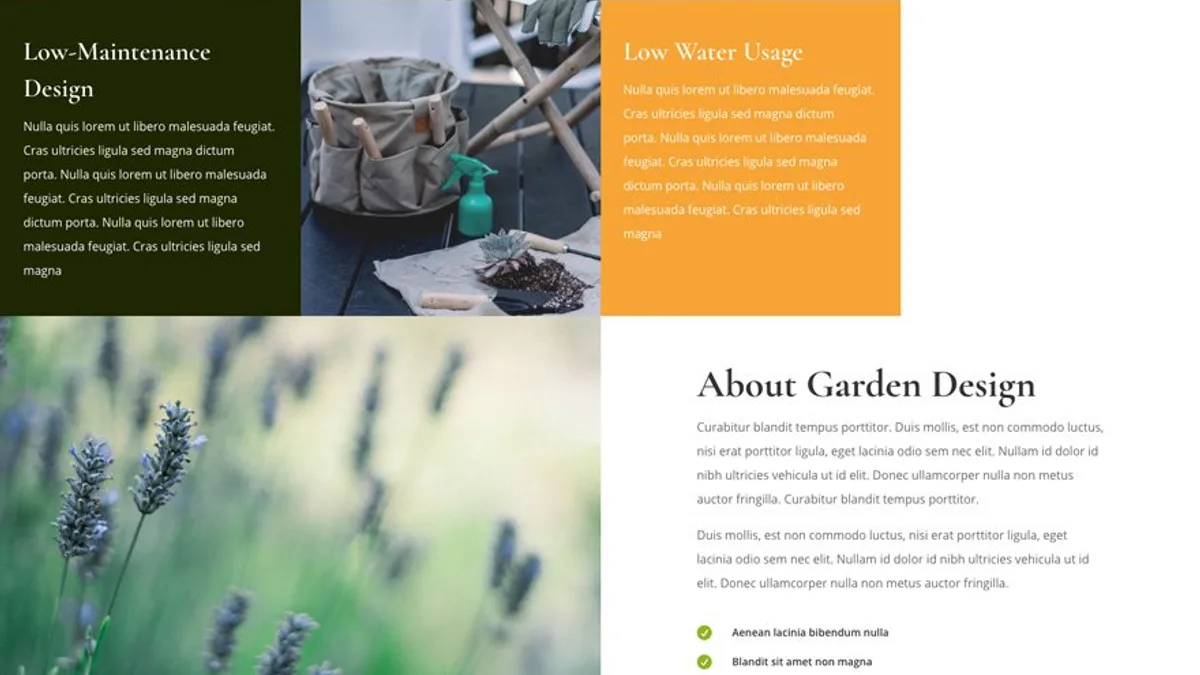 Low-Maintenance
Design
Nulla quis lorem ut libero malesuada feugiat.
Cras ultricies ligula sed magna dictum
porta. Nulla quis lorem ut libero malesuada
feugiat. Cras ultricies ligula sed magna
dictum porta. Nulla quis lorem ut libero
malesuada feugiat. Cras ultricies ligula sed
magna
Low Water Usage
Nulla quis lorem ut libero malesuada feugiat.
Cras ultricies ligula sed magna dictum
porta. Nulla quis lorem ut libero malesuada
feugiat. Cras ultricies ligula sed magna
dictum porta. Nulla quis lorem ut libero
malesuada feugiat. Cras ultricies ligula sed
magna
About Garden Design
Curabitur blandit tempus porttitor. Duis mollis, est non commodo luctus,
nisi erat porttitor ligula, eget lacinia odio sem nec elit. Nullam id dolor id
nibh ultricies vehicula ut id elit. Donec ullamcorper nulla non metus
auctor fringilla. Curabitur blandit tempus porttitor.
Duis mollis, est non commodo luctus, nisi erat porttitor ligula, eget
lacinia odio sem nec elit. Nullam id dolor id nibh ultricies vehicula ut id
elit. Donec ullamcorper nulla non metus auctor fringilla.
Aenean lacinia bibendum nulla
Blandit sit amet non magna